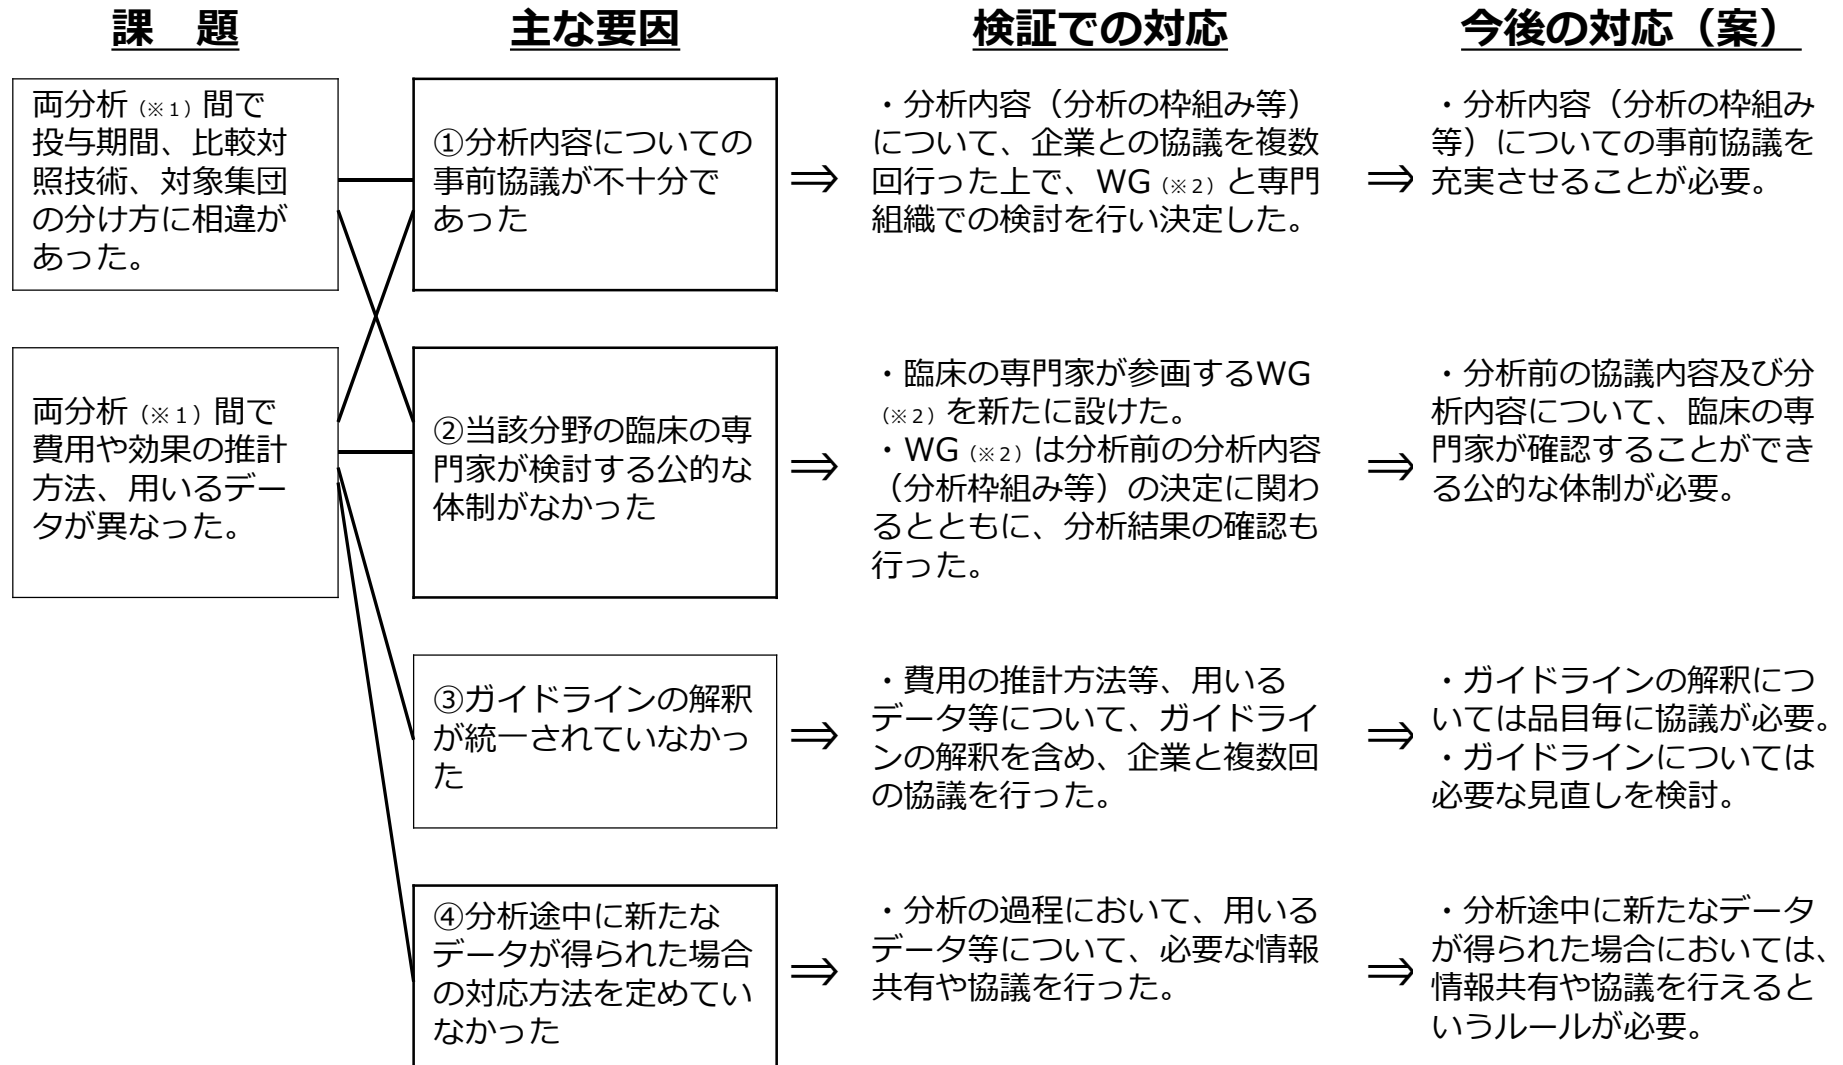 課　題
主な要因
検証での対応
今後の対応（案）
両分析（※１）間で
投与期間、比較対
照技術、対象集団
の分け方に相違が
あった。
①分析内容についての
事前協議が不十分で
あった
⇒
・分析内容（分析の枠組み等）
について、企業との協議を複数
回行った上で、WG（※２）と専門
組織での検討を行い決定した。
⇒
・分析内容（分析の枠組み
等）についての事前協議を
充実させることが必要。
両分析（※１）間で
費用や効果の推計
方法、用いるデー
タが異なった。
②当該分野の臨床の専
門家が検討する公的な
体制がなかった
⇒
・臨床の専門家が参画するWG
（※２）を新たに設けた。
・WG（※２）は分析前の分析内容
（分析枠組み等）の決定に関わ
るとともに、分析結果の確認も
行った。
⇒
・分析前の協議内容及び分
析内容について、臨床の専
門家が確認することができ
る公的な体制が必要。
③ガイドラインの解釈
が統一されていなかっ
た
⇒
・費用の推計方法等、用いる
データ等について、ガイドライ
ンの解釈を含め、企業と複数回
の協議を行った。
⇒
・ガイドラインの解釈につ
いては品目毎に協議が必要。
・ガイドラインについては
必要な見直しを検討。
④分析途中に新たな
データが得られた場合
の対応方法を定めてい
なかった
⇒
・分析の過程において、用いる
データ等について、必要な情報
共有や協議を行った。
⇒
・分析途中に新たなデータ
が得られた場合においては、
情報共有や協議を行えると
いうルールが必要。